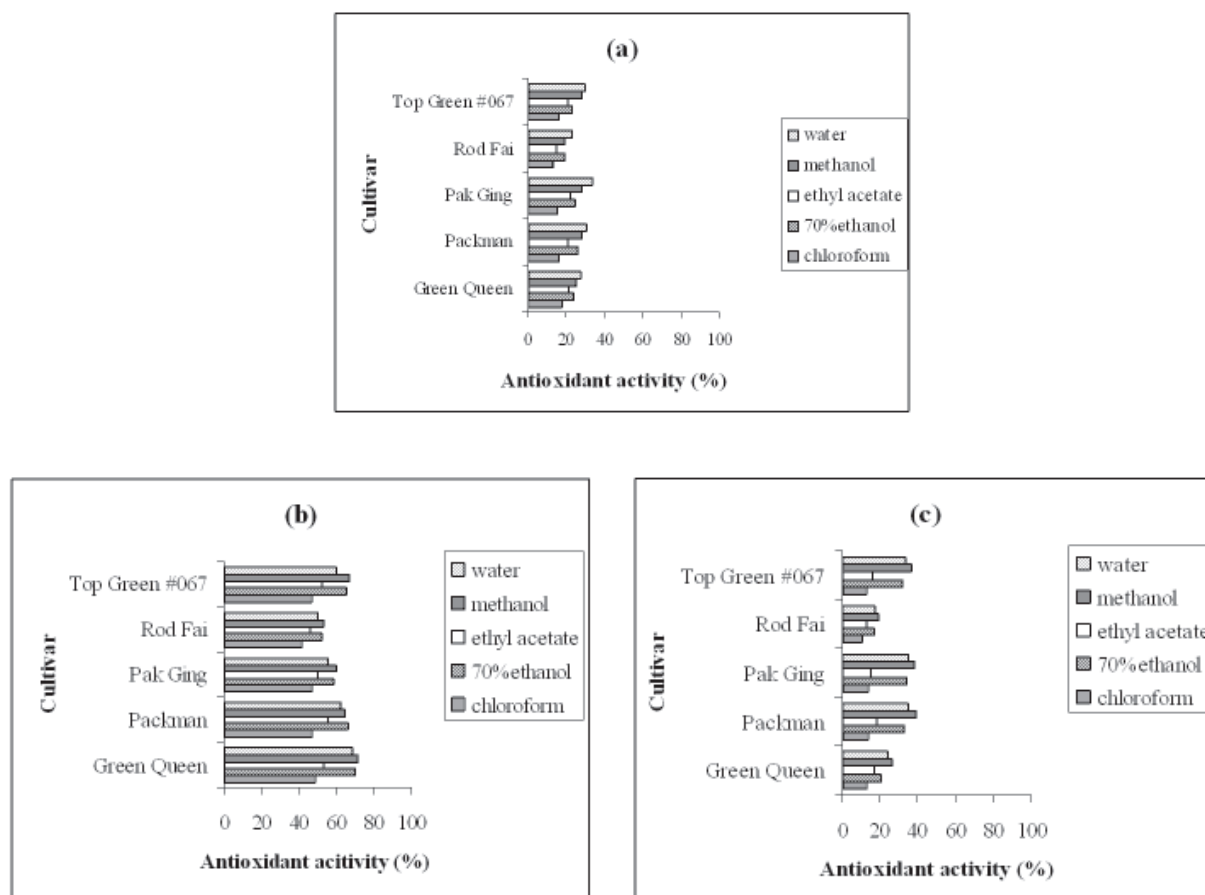 (a)
Cultivar
Top Green #067
Rod Fai
Pak Ging
Packman
Green Queen
0 20 40 60 80 100
Antioxidant activity (%)
water
methanol
ethyl acetate
70%ethanol
chloroform
(b)
Cultivar
Top Green #067
Rod Fai
Pak Ging
Packman
Green Queen
0 20 40 60 80 100
Antioxidant acitivity (%)
water
methanol
ethyl acetate
70%ethanol
chloroform
(c)
Cultivar
Top Green #067
Rod Fai
Pak Ging
Packman
Green Queen
0 20 40 60 80 100
Antioxidant activity (%)
water
methanol
ethyl acetate
70%ethanol
chloroform